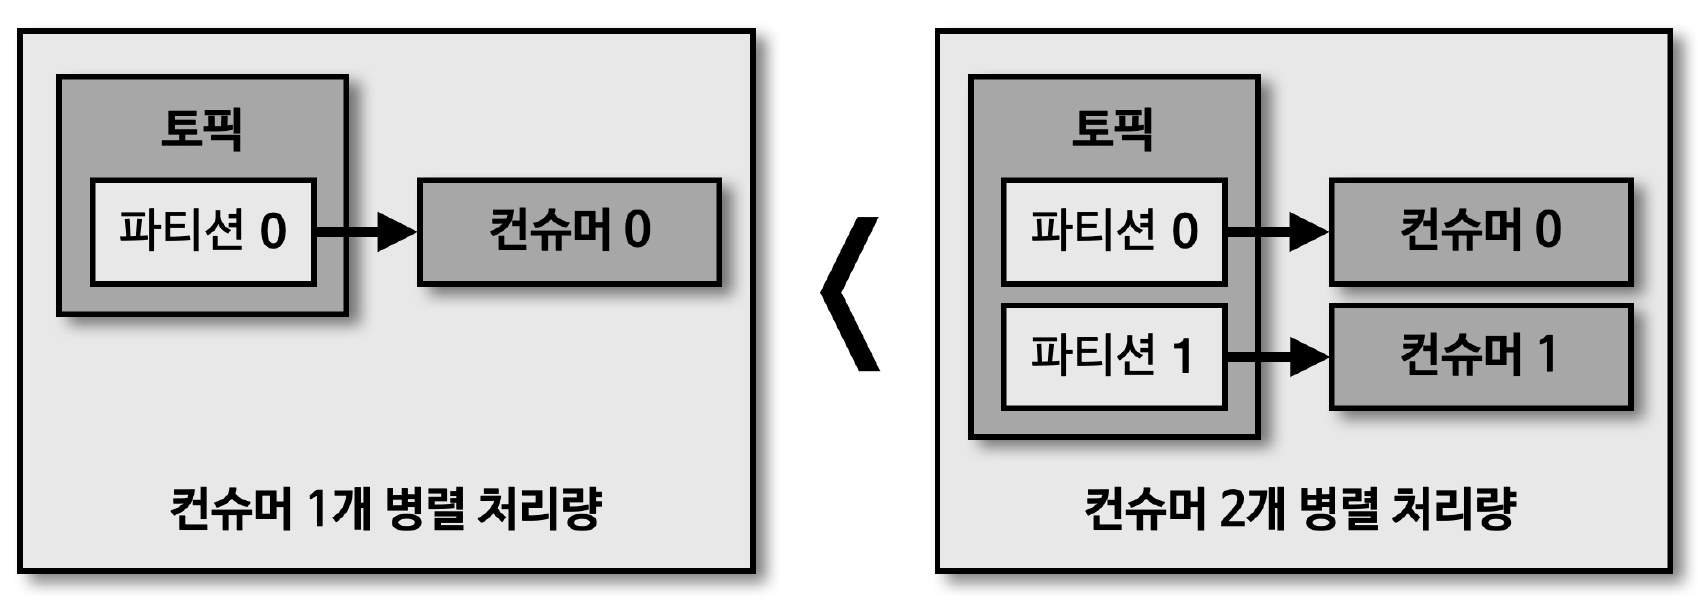 토픽
파티션 0
컨슈머 0
컨슈머 1개 병렬 처리량
<
토픽
파티션 0
컨슈머 0
파티션 1
컨슈머 1
컨슈머 2개 병렬 처리량